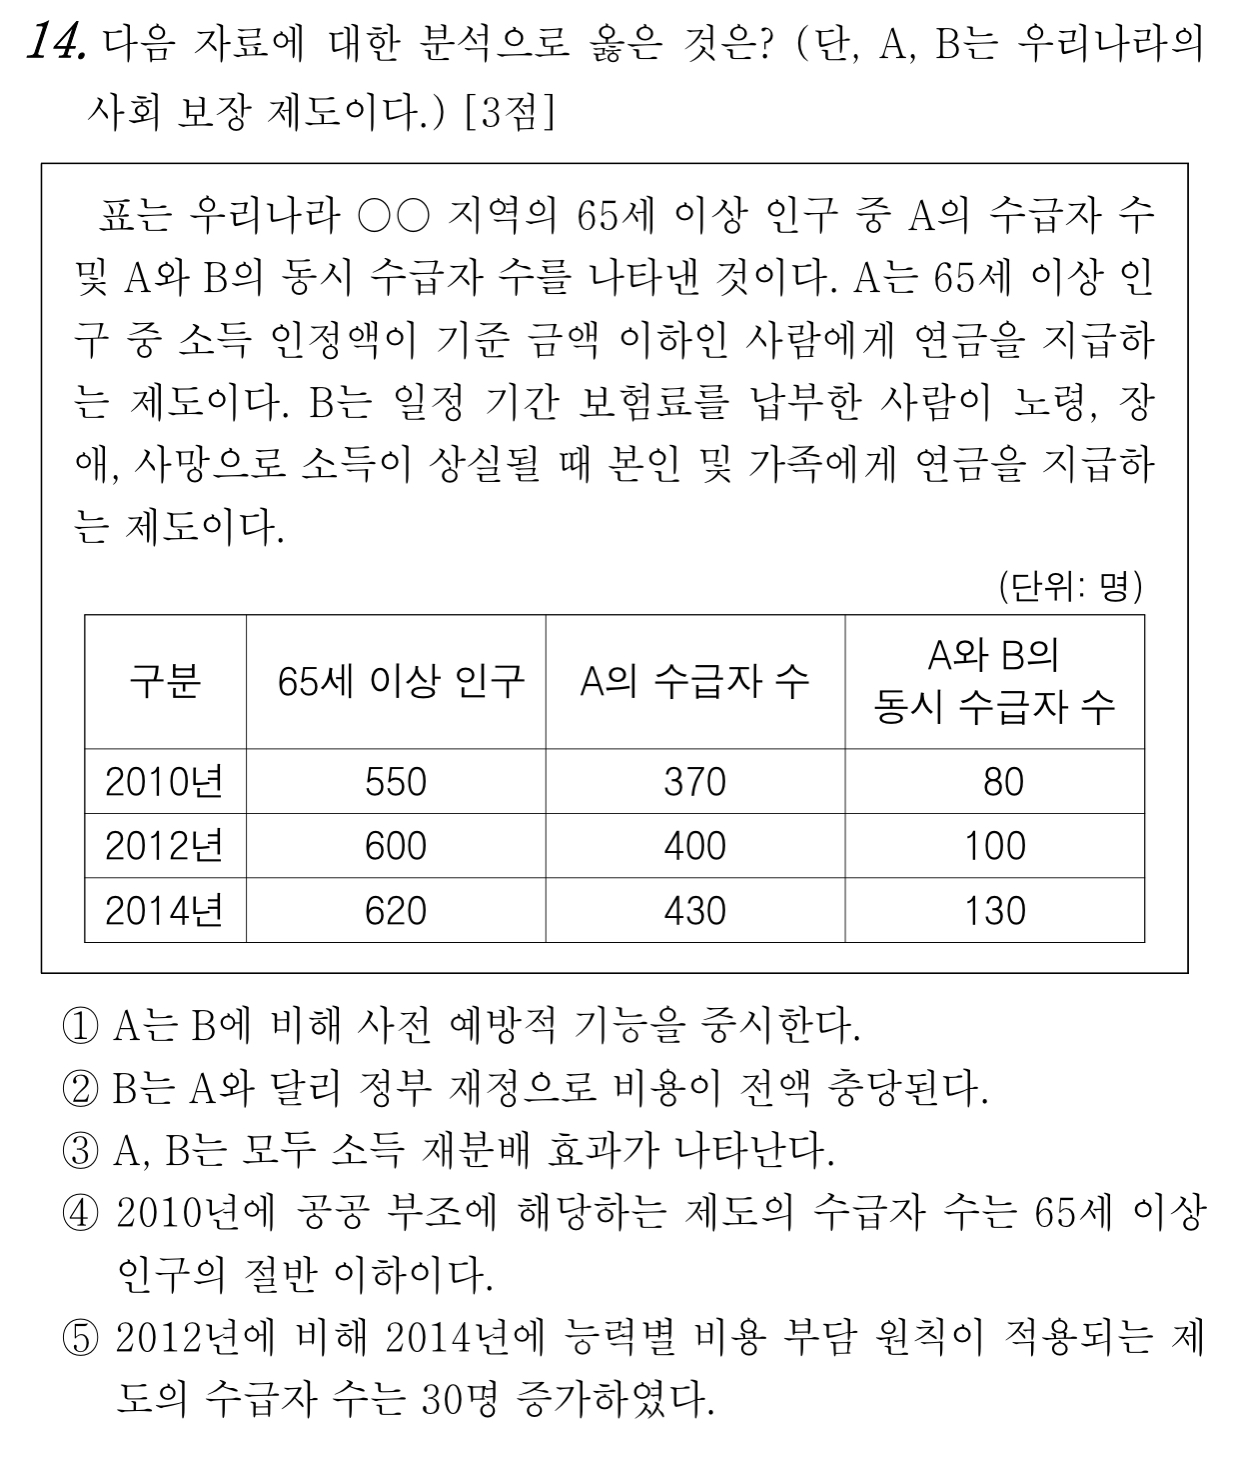 14. 다음 자료에 대한 분석으로 옳은 것은? (단, A, B는 우리나라의
사회 보장 제도이다.) [3점]
표는 우리나라 ○○ 지역의 65세 이상 인구 중 A의 수급자 수
및 A와 B의 동시 수급자 수를 나타낸 것이다. A는 65세 이상 인
구 중 소득 인정액이 기준 금액 이하인 사람에게 연금을 지급하
는 제도이다. B는 일정 기간 보험료를 납부한 사람이 노령, 장
애, 사망으로 소득이 상실될 때 본인 및 가족에게 연금을 지급하
는 제도이다.
(단위: 명)
구분 65세 이상 인구 A의 수급자 수 A와 B의
동시 수급자 수
2010년 550 370 80
2012년 600 400 100
2014년 620 430 130
① A는 B에 비해 사전 예방적 기능을 중시한다.
② B는 A와 달리 정부 재정으로 비용이 전액 충당된다.
③ A, B는 모두 소득 재분배 효과가 나타난다.
④ 2010년에 공공 부조에 해당하는 제도의 수급자 수는 65세 이상
인구의 절반 이하이다.
⑤ 2012년에 비해 2014년에 능력별 비용 부담 원칙이 적용되는 제
도의 수급자 수는 30명 증가하였다.